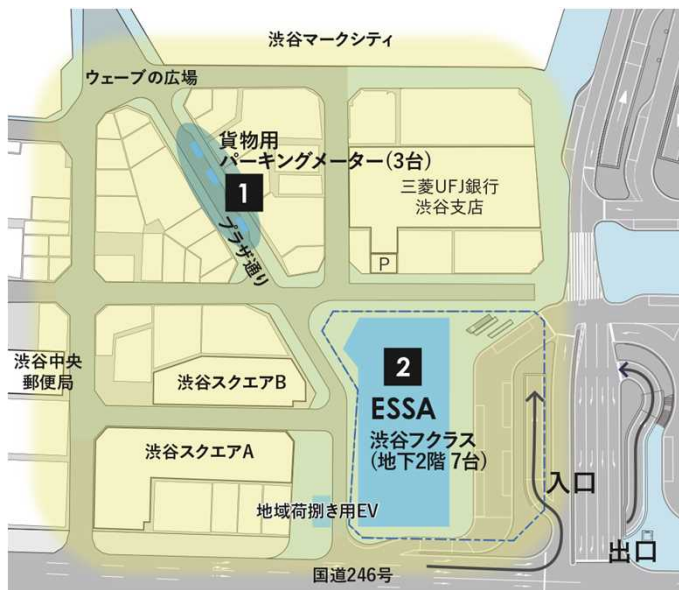 渋谷マークシティ
ウェーブの広場
貨物用
パーキングメーター(3台)
1
三菱UFJ銀行
渋谷支店
プラザ通り
P
渋谷中央
郵便局
渋谷スクエアB
2
ESSA
渋谷フクラス
(地下2階 7台)
渋谷スクエアA
入口
地域荷捌き用EV
出口
国道246号